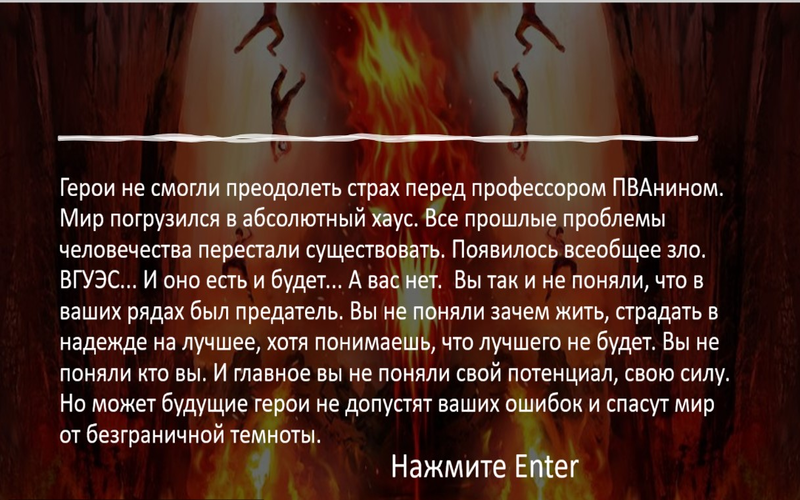 Герои не смогли преодолеть страх перед профессором ПВАнином.
Мир погрузился в абсолютный хаус. Все прошлые проблемы
человечества перестали существовать. Появилось всеобщее зло.
ВГУЭС... И оно есть и будет... А вас нет.  Вы так и не поняли, что в
ваших рядах был предатель. Вы не поняли зачем жить, страдать в
надежде на лучшее, хотя понимаешь, что лучшего не будет. Вы не
поняли кто вы. И главное вы не поняли свой потенциал, свою силу.
Но может будущие герои не допустят ваших ошибок и спасут мир
от безграничной темноты.
Нажмите Enter